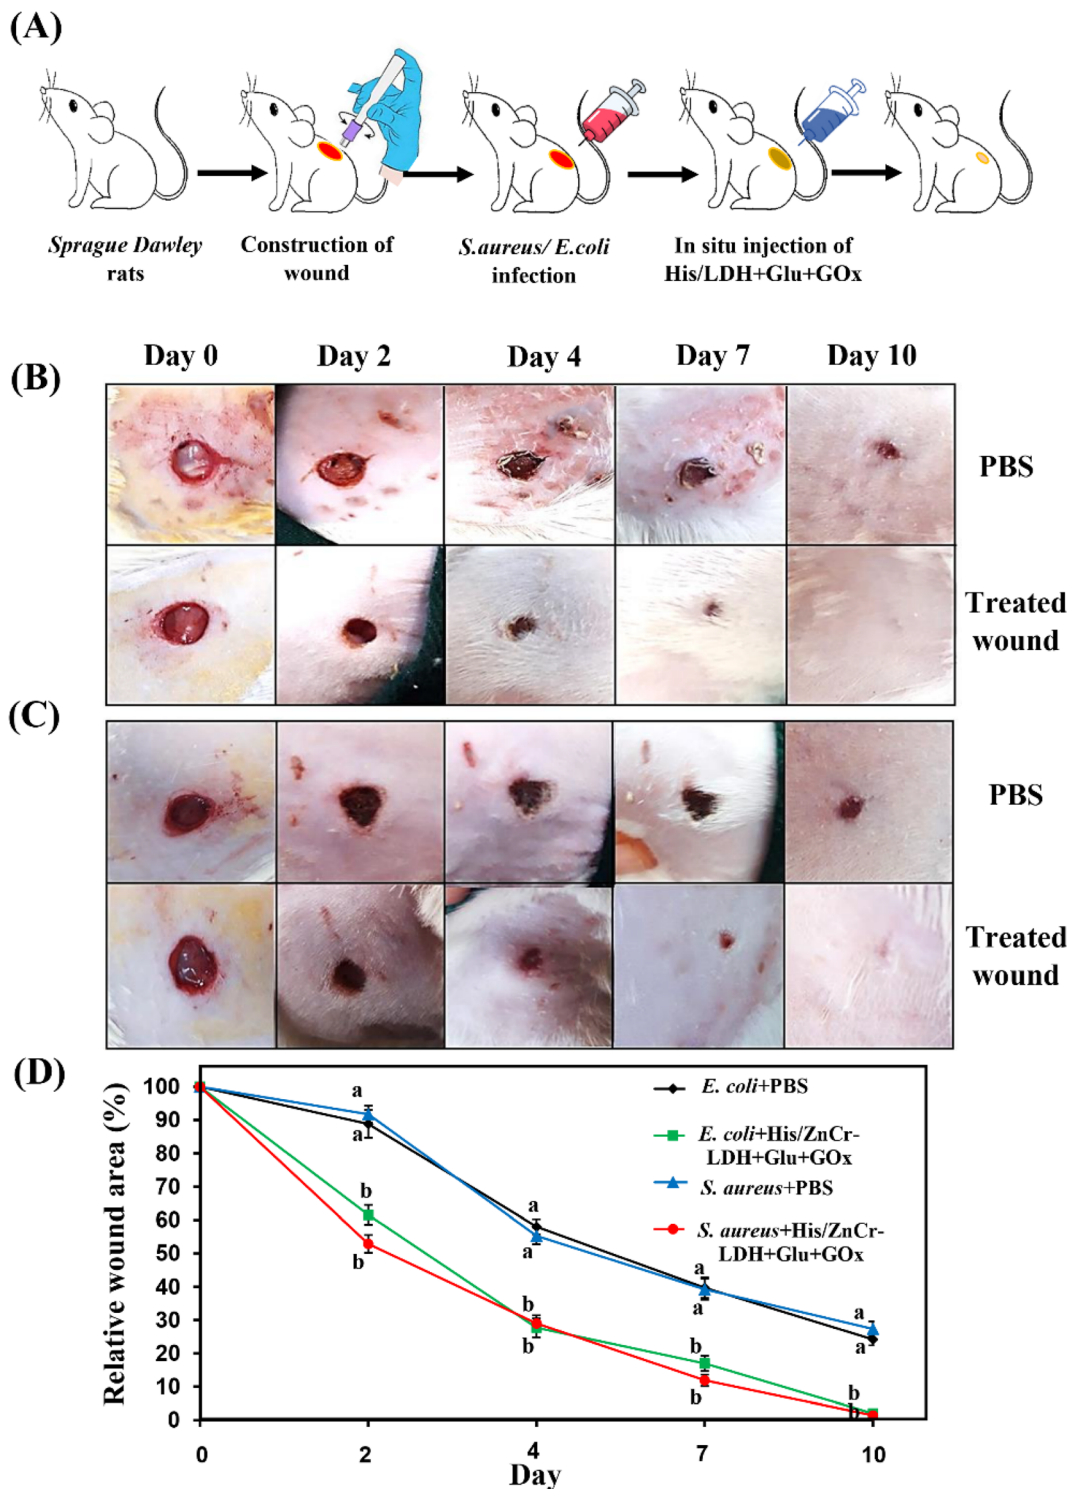 (A)
Sprague Dawley
rats
Construction of
wound
S.aureus/ E.coli
infection
In situ injection of
His/LDH+Glu+GOx
Day 0
Day 2
Day 4
Day 7
Day 10
(B)
PBS
Treated
wound
(C)
PBS
Treated
wound
(D)
Relative wound area (%)
100
90
80
70
60
50
40
30
20
10
0
a
a
b
b
a
a
b
b
a
a
b
b
a
a
b
b
E. coli+PBS
E. coli+His/ZnCr-
LDH+Glu+GOx
S. aureus+PBS
S. aureus+His/ZnCr-
LDH+Glu+GOx
0
2
4
7
10
Day